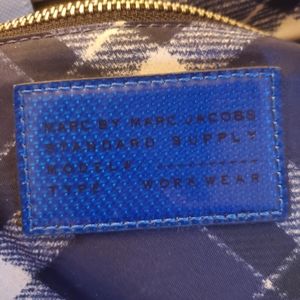 MARC BY MARC JACOBS
STANDARD SUPPLY
MODEL# ----------
TYPE WORK WEAR